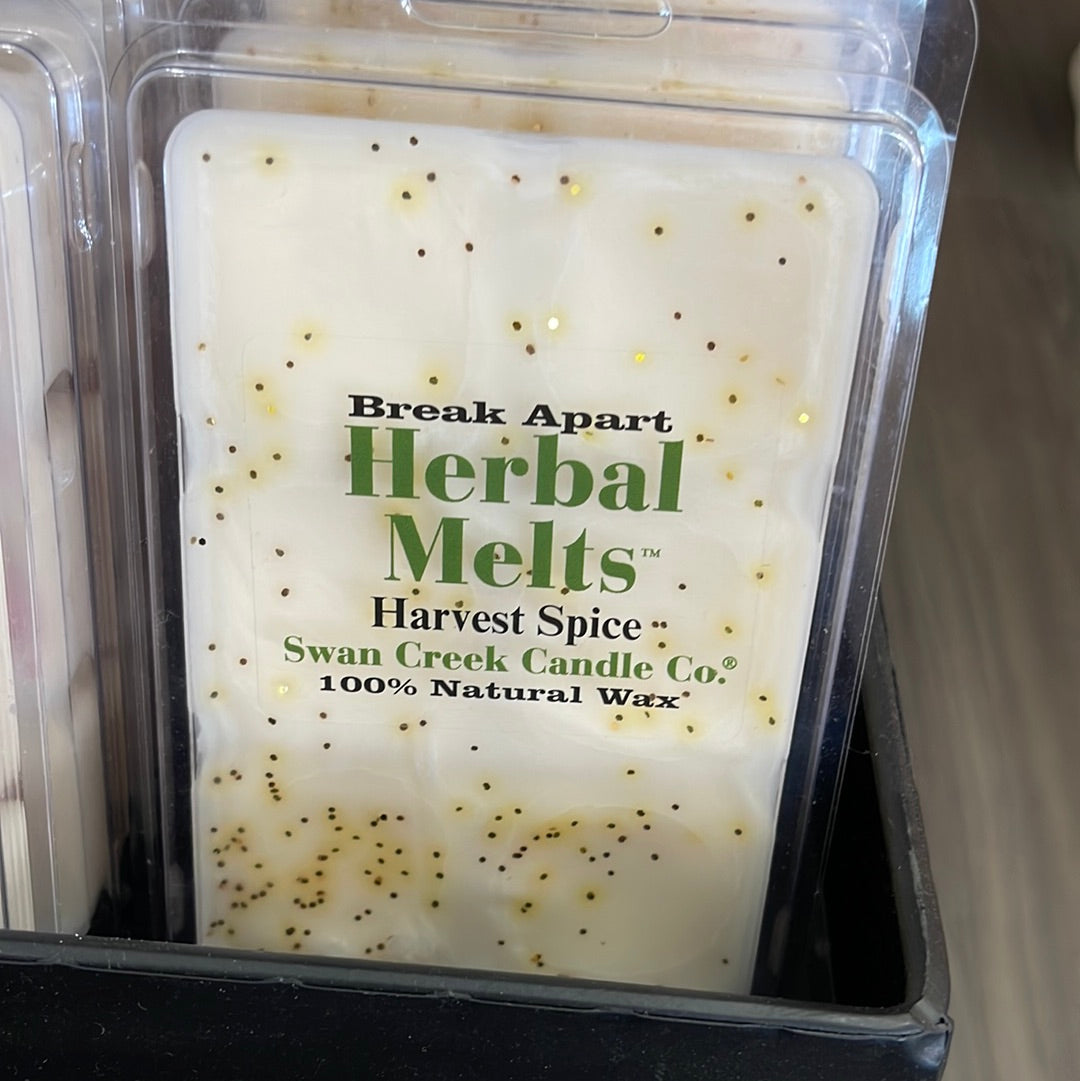 Break Apart
Herbal
Melts™
Harvest Spice
Swan Creek Candle Co.®
100% Natural Wax